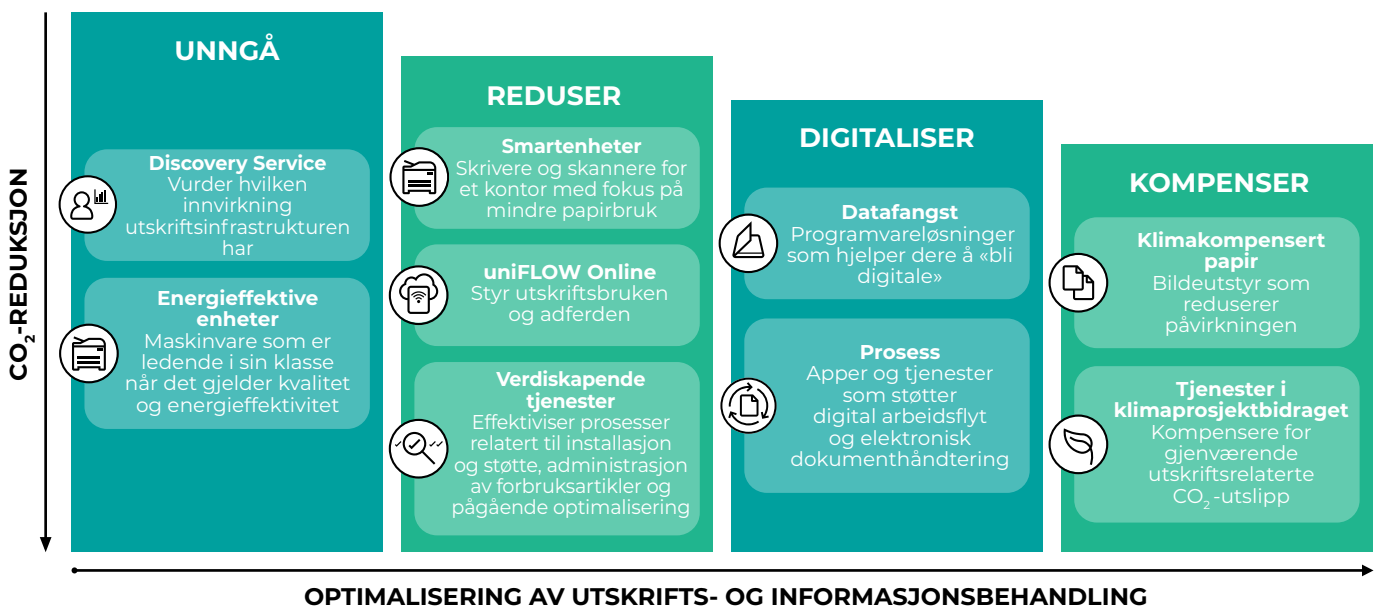 CO₂-REDUKSJON
UNNGÅ
Discovery Service
Vurder hvilken
innvirkning
utskriftsinfrastrukturen
har
Energieffektive
enheter
Maskinvare som er
ledende i sin klasse
når det gjelder kvalitet
og energieffektivitet
REDUSER
Smartenheter
Skrivere og skannere for
et kontor med fokus på
mindre papirbruk
uniFLOW Online
Styr utskriftsbruken
og adferden
Verdiskapende
tjenester
Effektiviser prosesser
relatert til installasjon
og støtte, administrasjon
av forbruksartikler og
pågående optimalisering
DIGITALISER
Datafangst
Programvareløsninger
som hjelper dere å «bli
digitale»
Prosess
Apper og tjenester
som støtter
digital arbeidsflyt
og elektronisk
dokumenthåndtering
KOMPENSER
Klimakompensert
papir
Bildeutstyr som
reduserer
påvirkningen
Tjenester i
klimaprosjektbidraget
Kompensere for
gjenværende
utskriftsrelaterte
CO₂-utslipp
OPTIMALISERING AV UTSKRIFTS- OG INFORMASJONSBEHANDLING